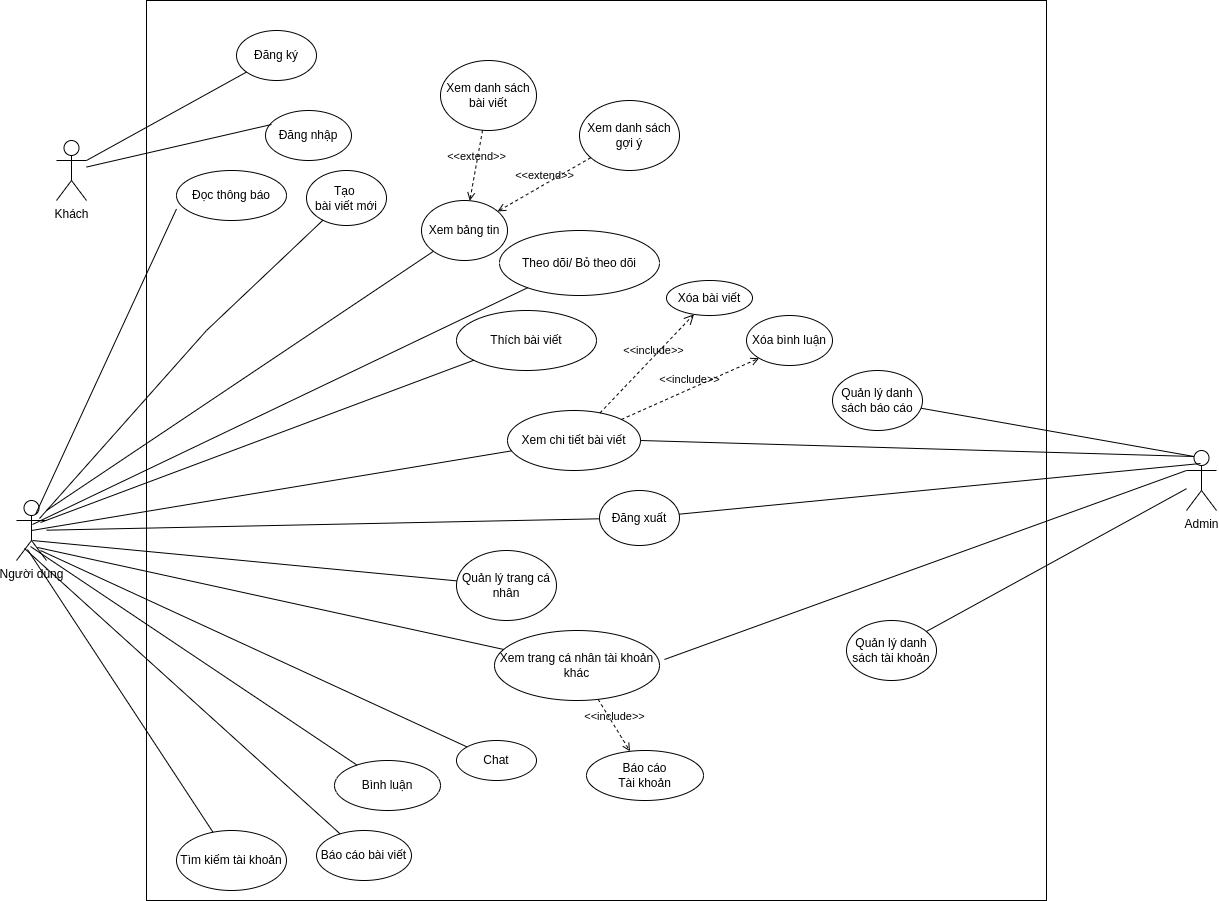 Đăng ký
Xem danh sách
bài viết
Đăng nhập
Xem danh sách
gợi ý
<<extend>>
<<extend>>
Khách
Đọc thông báo
Tạo
bài viết mới
Xem bảng tin
Theo dõi/ Bỏ theo dõi
Xóa bài viết
Thích bài viết
<<include>>
Xóa bình luận
<<include>>
Quản lý danh
sách báo cáo
Xem chi tiết bài viết
Đăng xuất
Admin
Người dùng
Quản lý trang cá
nhân
Xem trang cá nhân tài khoản
khác
Quản lý danh
sách tài khoản
<<include>>
Chat
Báo cáo
Tài khoản
Bình luận
Tìm kiếm tài khoản
Báo cáo bài viết